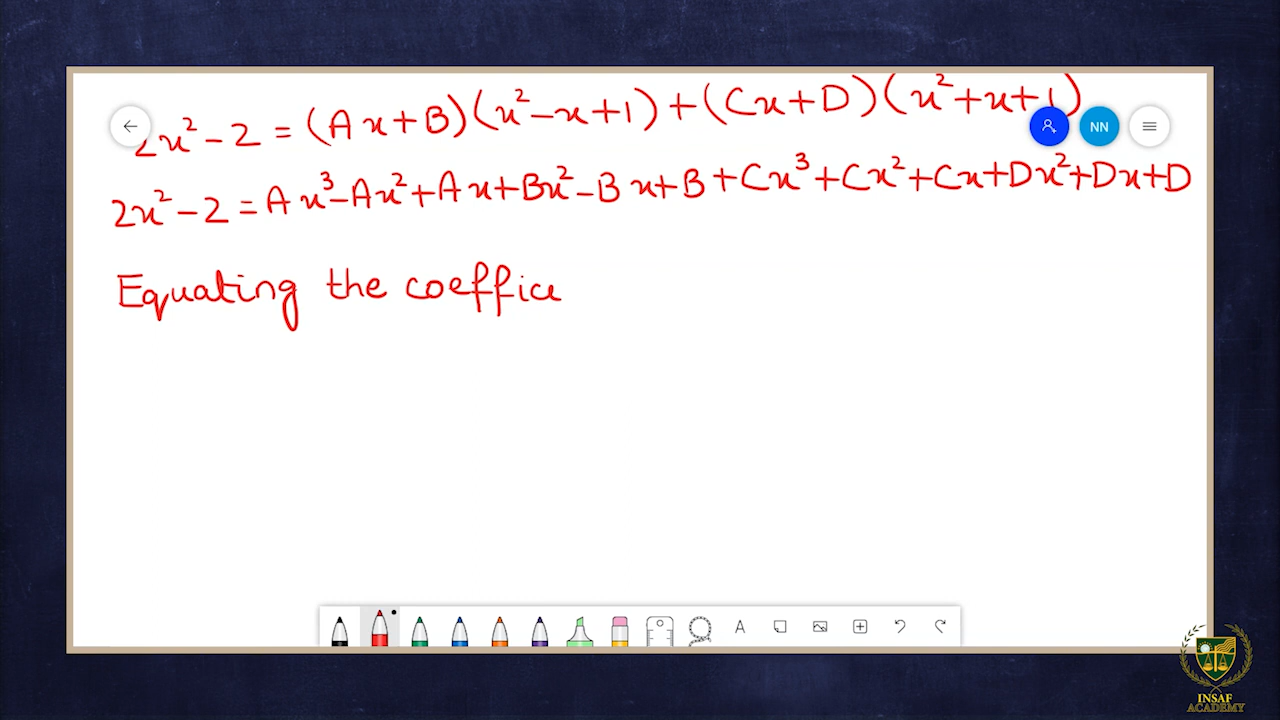 2x² − 2 = (Ax+B)(x²−x+1)+(Cx+D)(x²+x+1)
NN
2x² − 2 = Ax³−Ax²+Ax+Bx²−Bx+B+Cx³+Cx²+Cx+Dx²+Dx+D
Equating the coeffice
A
INSAF
ACADEMY